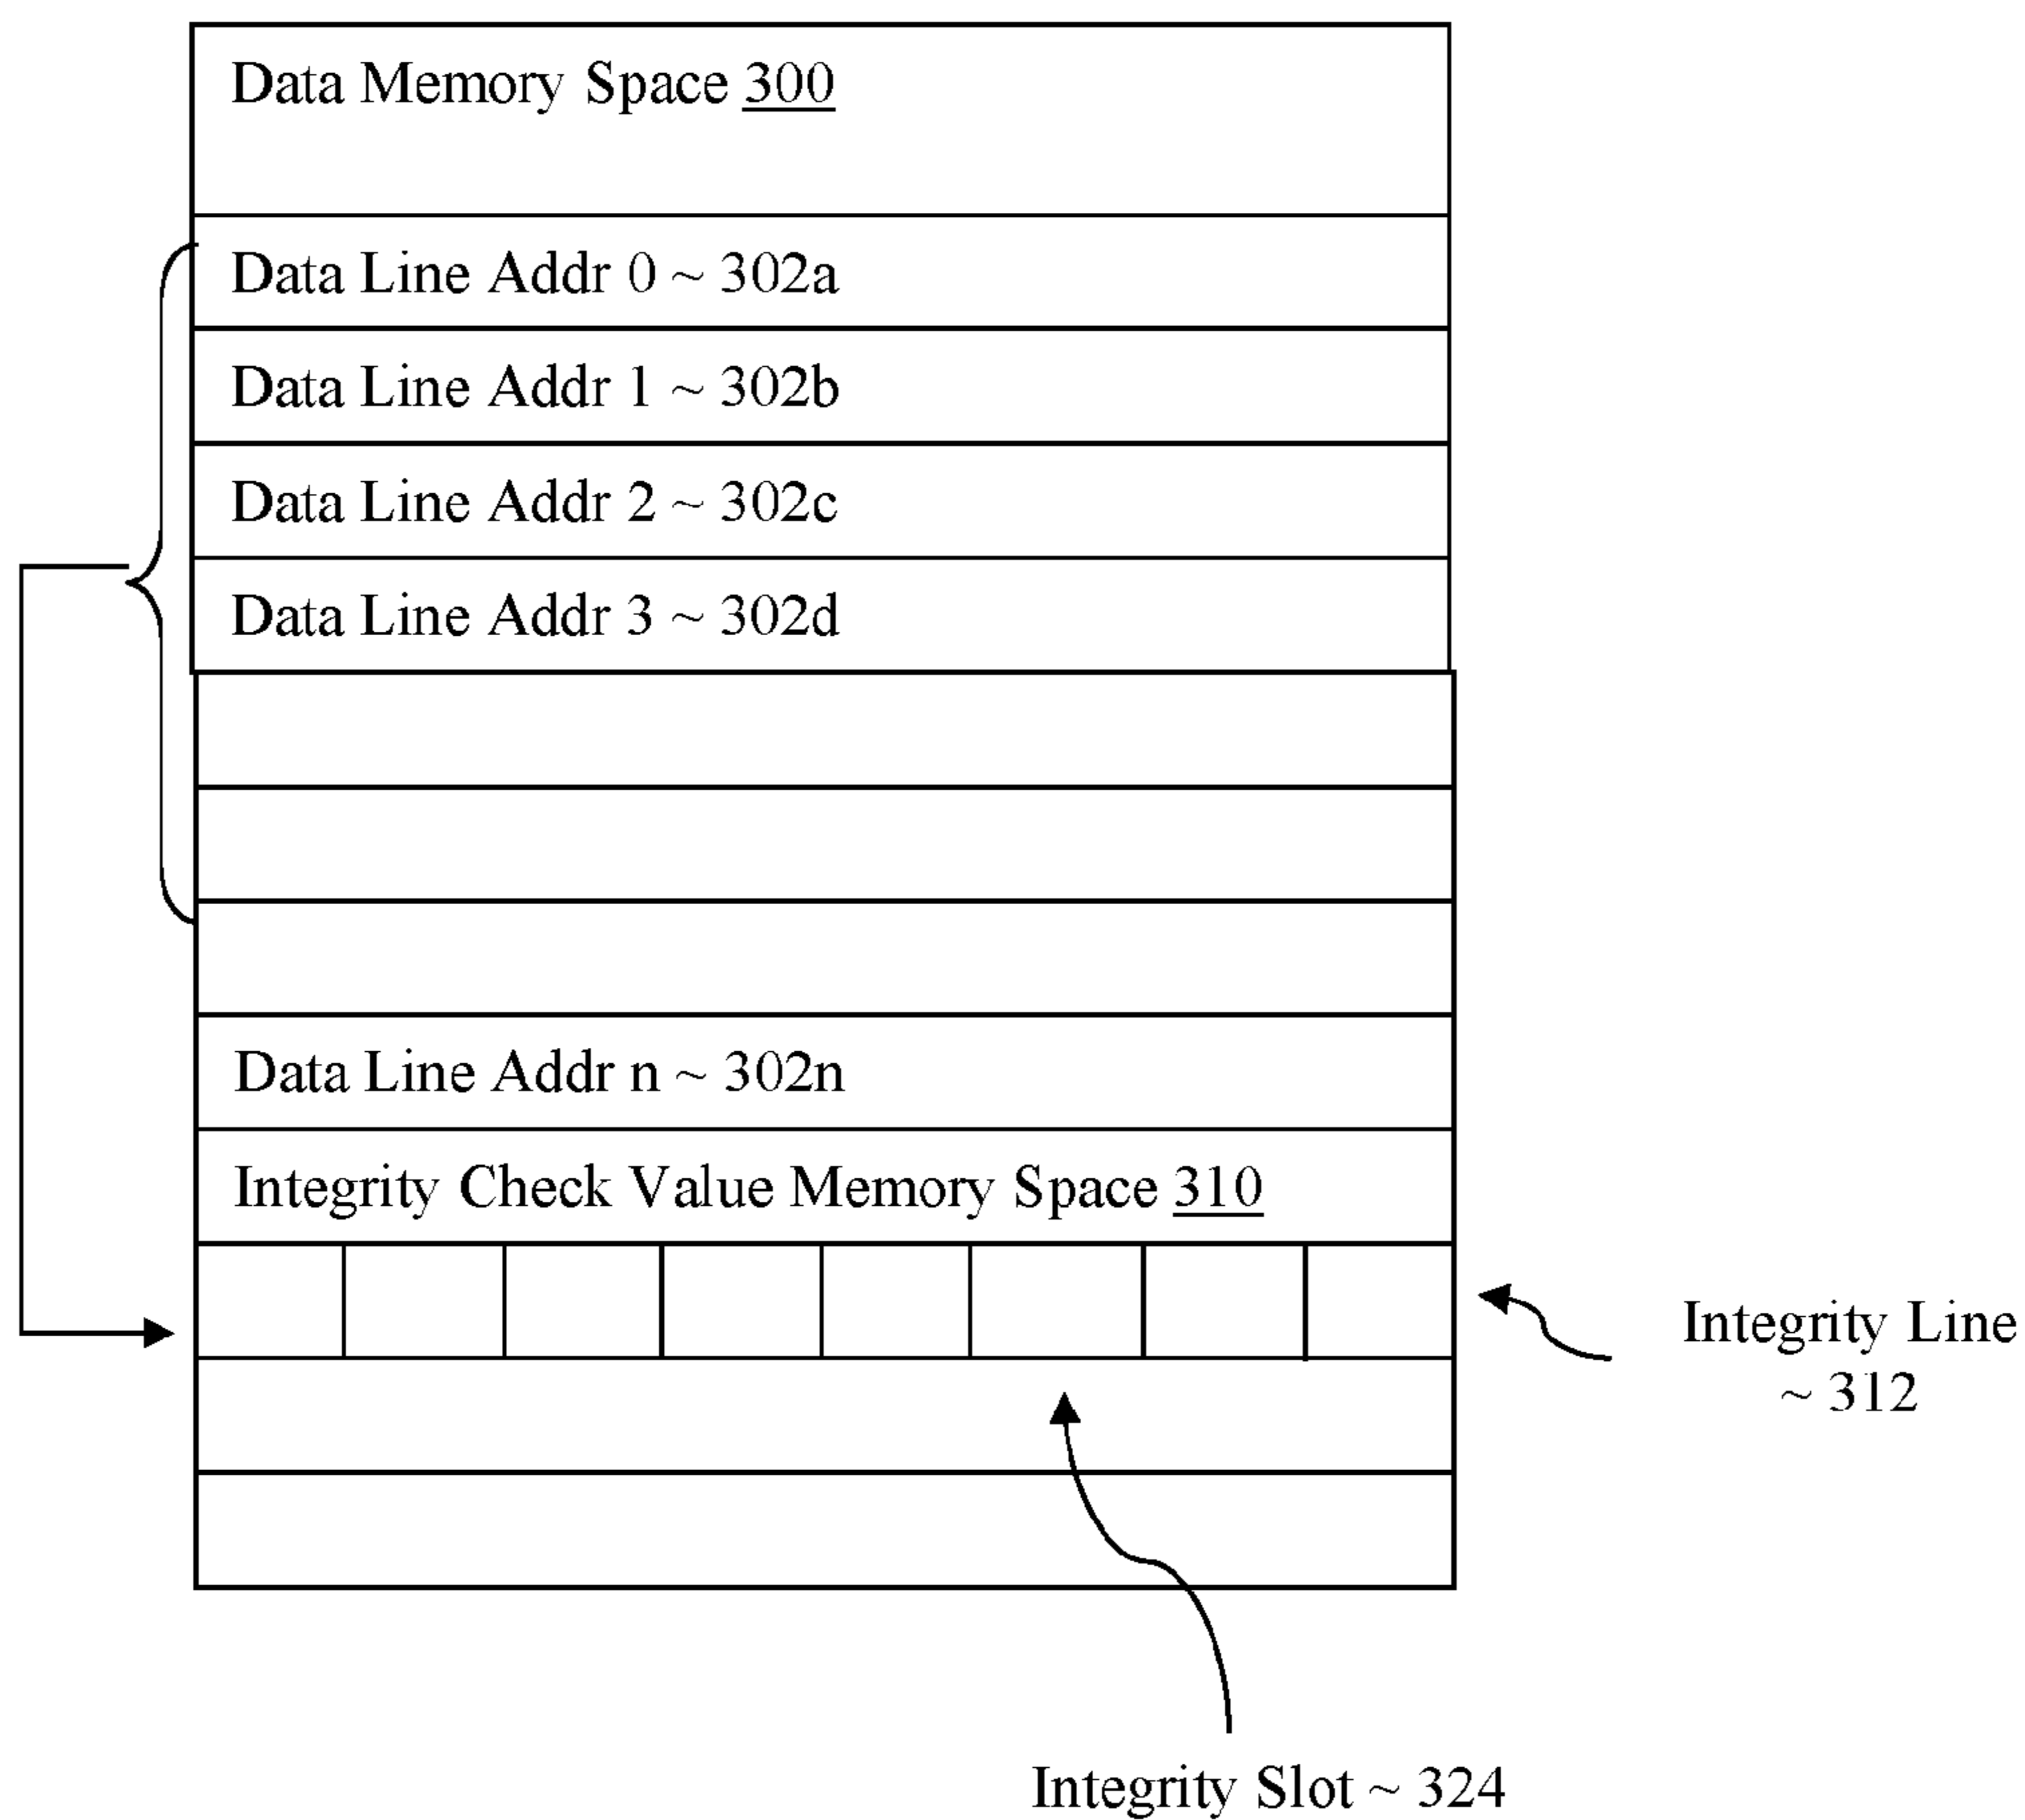 Data Memory Space 300
Data Line Addr 0 ~ 302a
Data Line Addr 1 ~ 302b
Data Line Addr 2 ~ 302c
Data Line Addr 3 ~ 302d
Data Line Addr n ~ 302n
Integrity Check Value Memory Space 310
Integrity Line
~ 312
Integrity Slot ~ 324